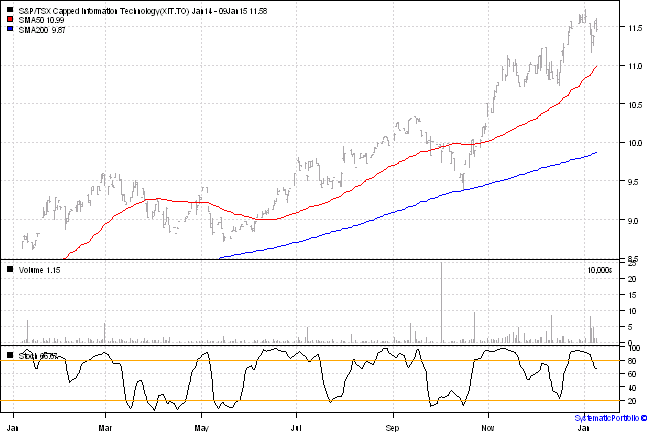 S&P/TSX Capped Information Technology(XIT.TO) Jan14 - 09Jan15 11.58
SMA50 10.99
SMA200 9.87
11.5
11.0
10.5
10.0
9.5
9.0
8.5
Volume 1.15
10,000s
25
20
15
10
5
0
Stoch
100
80
60
40
20
Jan
Mar
May
Jul
Sep
Nov
Jan
SystematicPortfolio ©